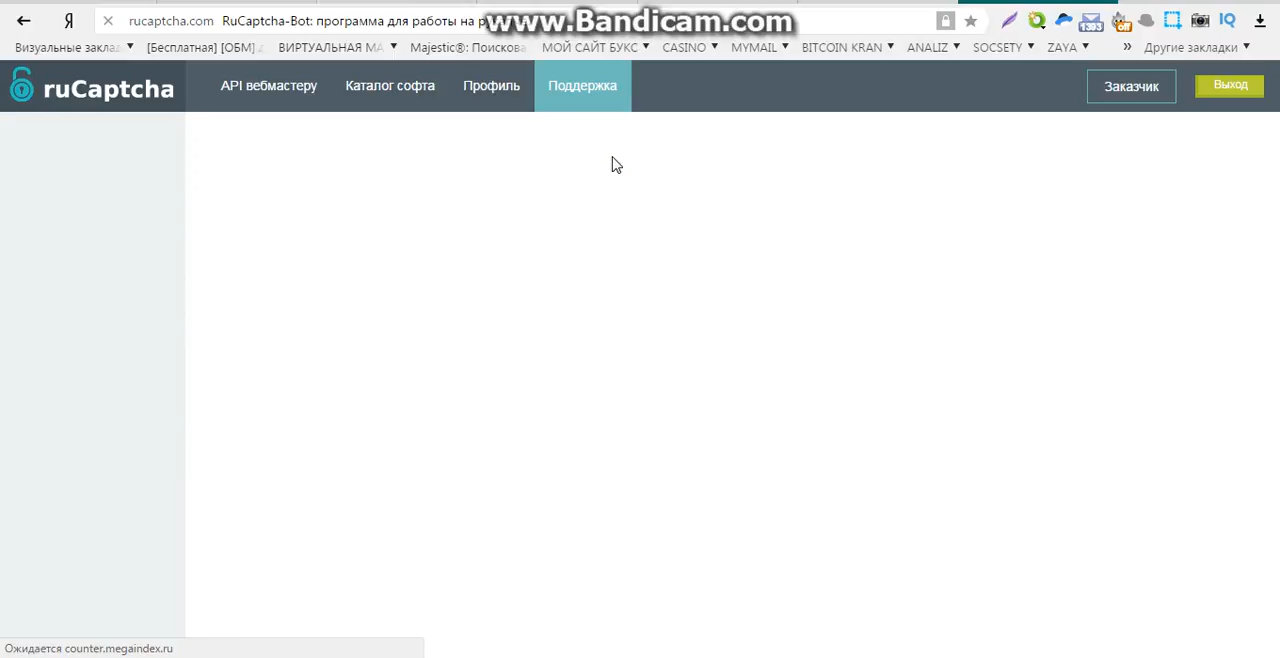 www.Bandicam.com
Я rucaptcha.com RuCaptcha-Bot: программа для работы на
Визуальные заклад [Бесплатная] [ОБМ] ВИРТУАЛЬНАЯ МА Majestic®: Поискова МОЙ САЙТ БУКС CASINO MYMAIL BITCOIN KRAN ANALIZ SOCSETY ZAYA » Другие закладки
ruCaptcha API вебмастеру Каталог софта Профиль Поддержка Заказчик Выход
Ожидается counter.megaindex.ru